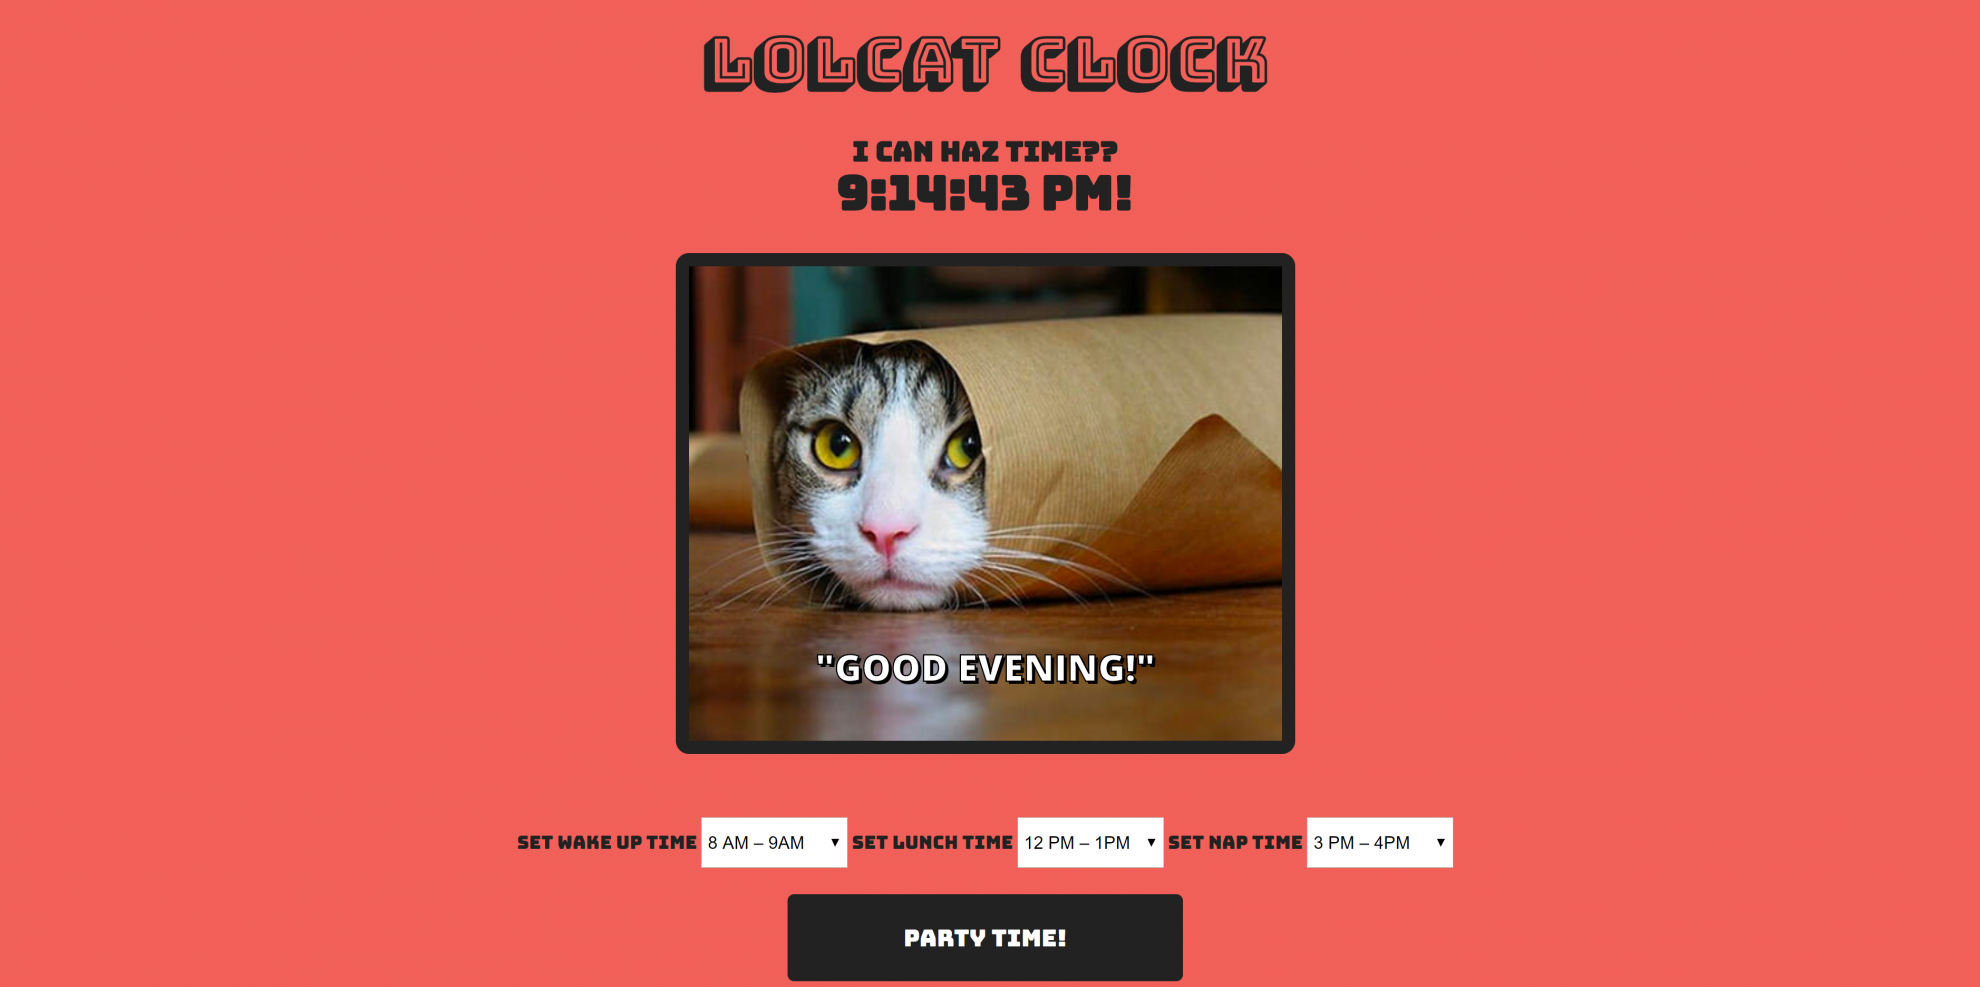 LOLCAT CLOCK
I CAN HAZ TIME??
9:14:43 PM!
"GOOD EVENING!"
SET WAKE UP TIME 8 AM – 9AM SET LUNCH TIME 12 PM – 1PM SET NAP TIME 3 PM – 4PM
PARTY TIME!